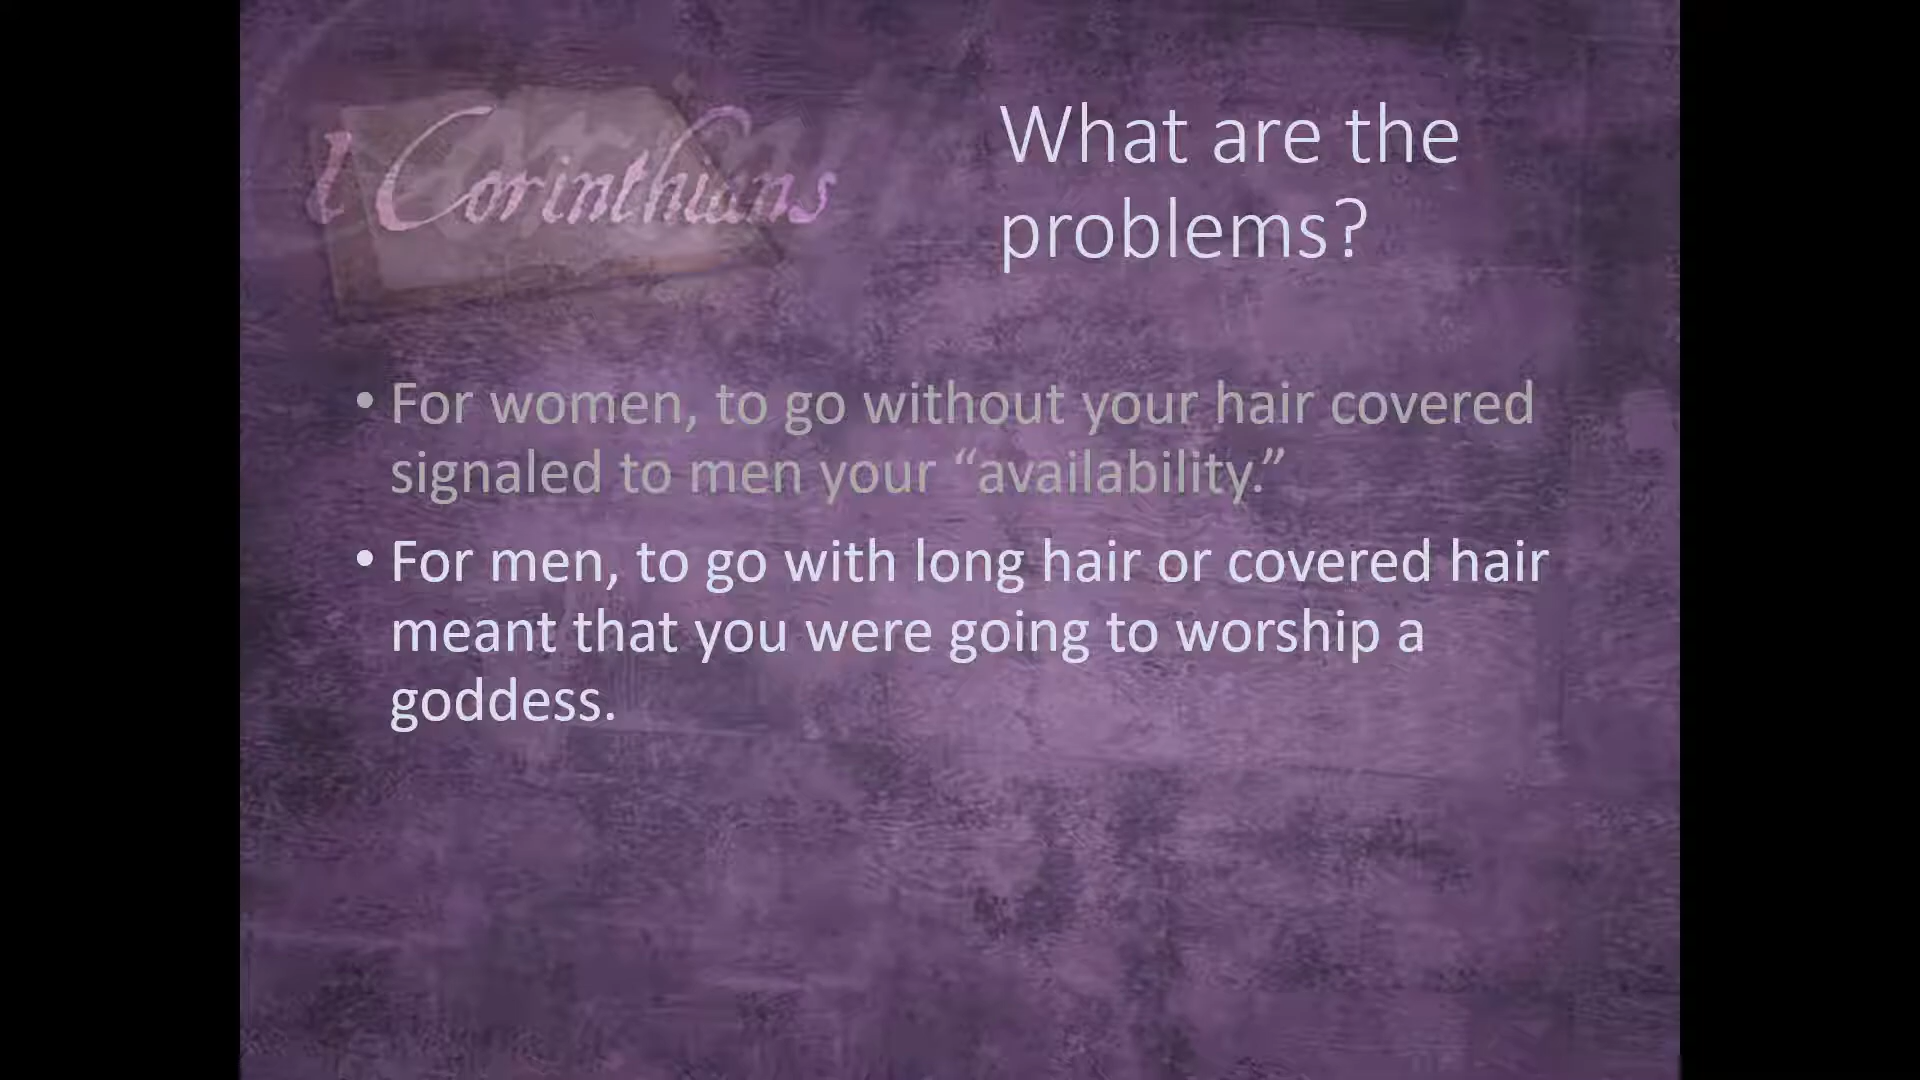 1 Corinthians
What are the
problems?
• For women, to go without your hair covered
signaled to men your “availability.”
• For men, to go with long hair or covered hair
meant that you were going to worship a
goddess.